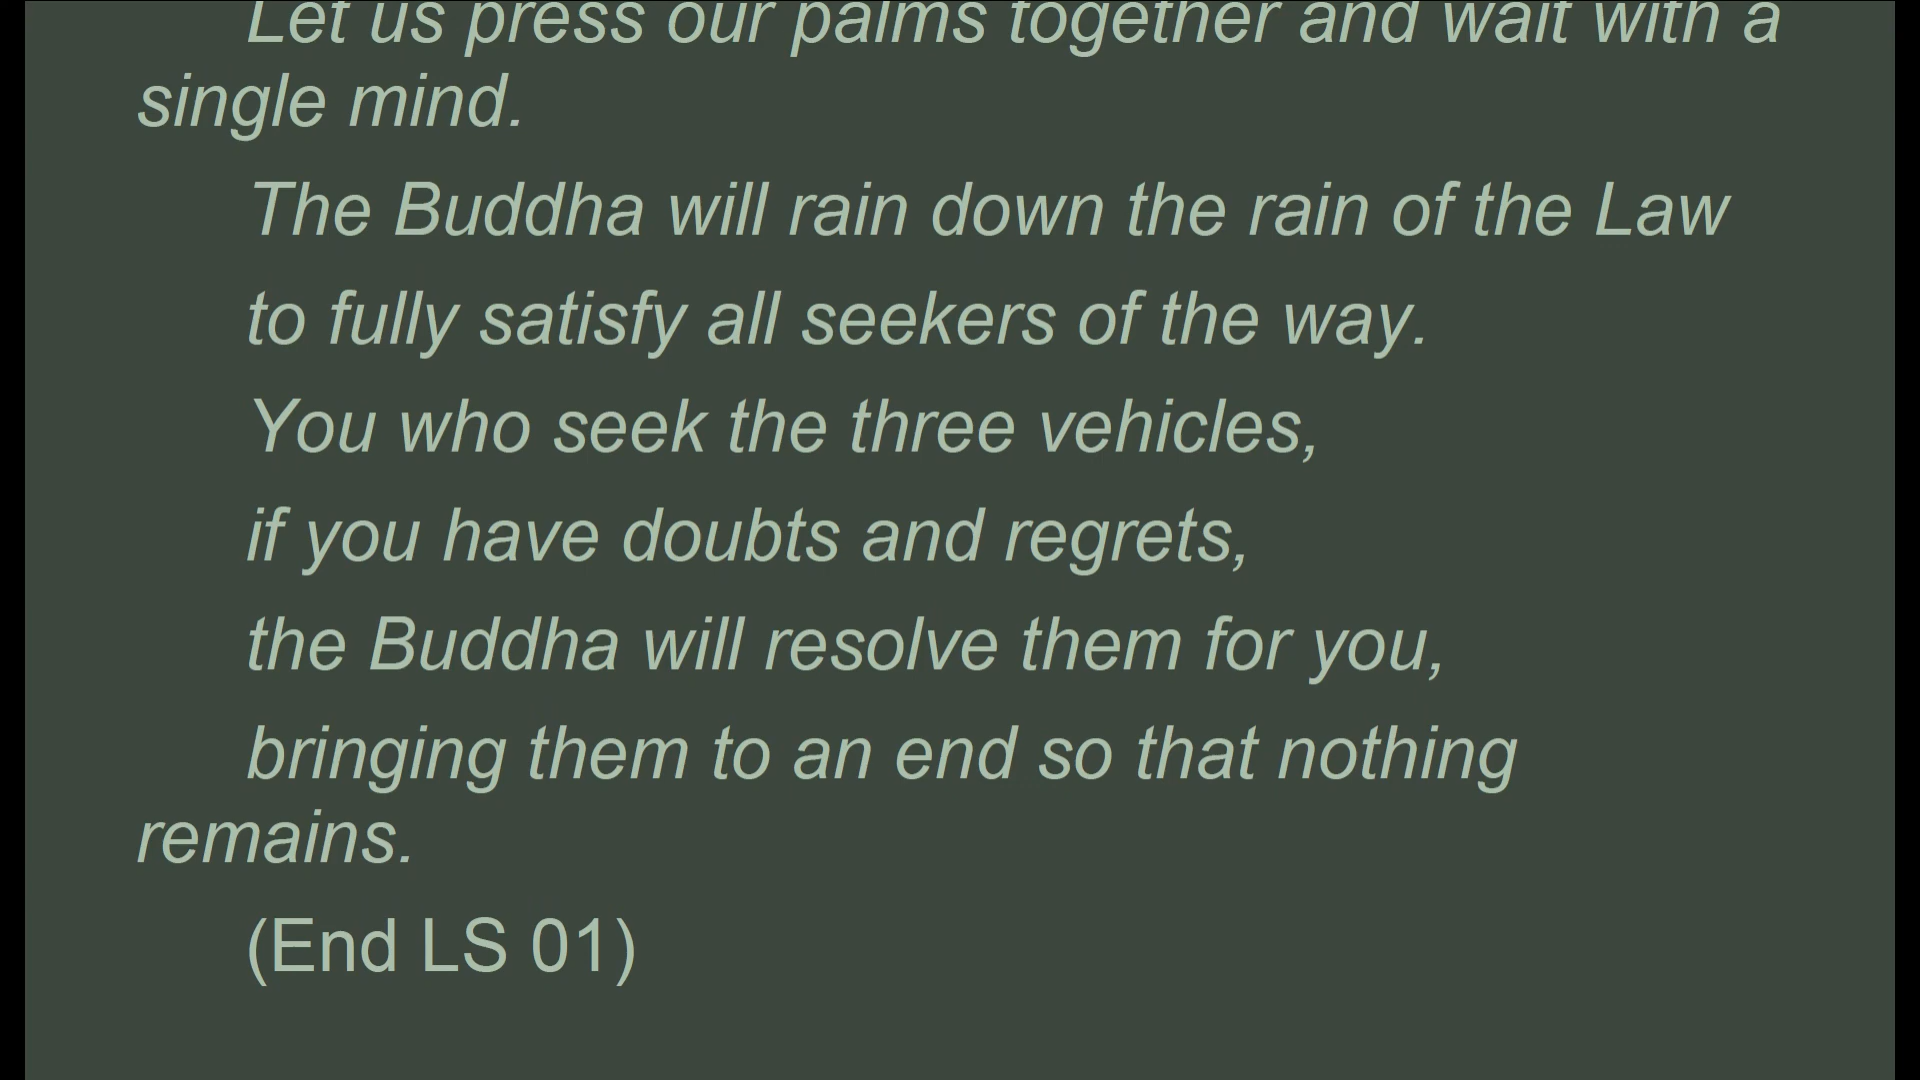 Let us press our palms together and wait with a
single mind.
The Buddha will rain down the rain of the Law
to fully satisfy all seekers of the way.
You who seek the three vehicles,
if you have doubts and regrets,
the Buddha will resolve them for you,
bringing them to an end so that nothing
remains.
(End LS 01)